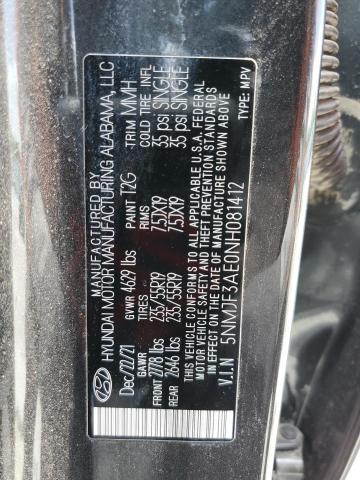 MANUFACTURED BY
HYUNDAI MOTOR MANUFACTURING ALABAMA, LLC
Dec/22/21 GVWR 4629 lbs PAINT T2G TRIM MMH
GAWR TIRES RIMS COLD TIRE INFL
FRONT 2778 lbs 235/55R19 7.5JX19 35 psi SINGLE
REAR 2646 lbs 235/55R19 7.5JX19 35 psi SINGLE
THIS VEHICLE CONFORMS TO ALL APPLICABLE U.S.A. FEDERAL
MOTOR VEHICLE SAFETY AND THEFT PREVENTION STANDARDS
IN EFFECT ON THE DATE OF MANUFACTURE SHOWN ABOVE
V.I.N 5NMJF3AE0NH081412 TYPE MPV